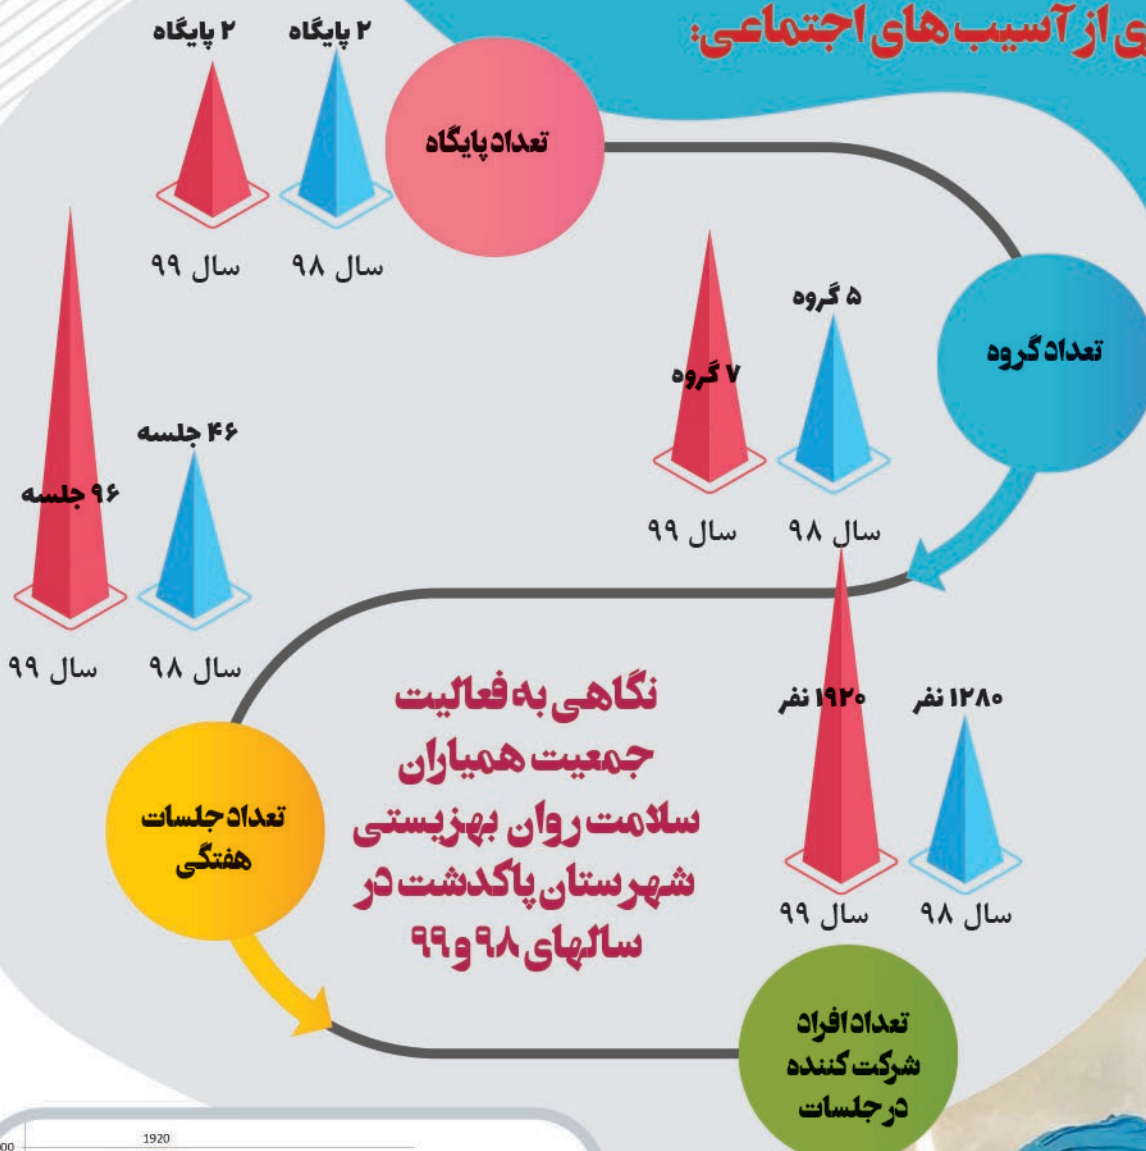 از آسیب های اجتماعی:
۲ پایگاه
۲ پایگاه
تعداد پایگاه
سال ۹۸
سال ۹۹
تعداد گروه
۵ گروه
۷ گروه
سال ۹۸
سال ۹۹
۴۶ جلسه
۹۶ جلسه
سال ۹۸
سال ۹۹
تعداد جلسات
هفتگی
نگاهی به فعالیت
جمعیت همیاران
سلامت روان بهزیستی
شهرستان پاکدشت در
سالهای ۹۸ و ۹۹
۱۲۸۰ نفر
۱۹۲۰ نفر
سال ۹۸
سال ۹۹
تعداد افراد
شرکت کننده
در جلسات
1920